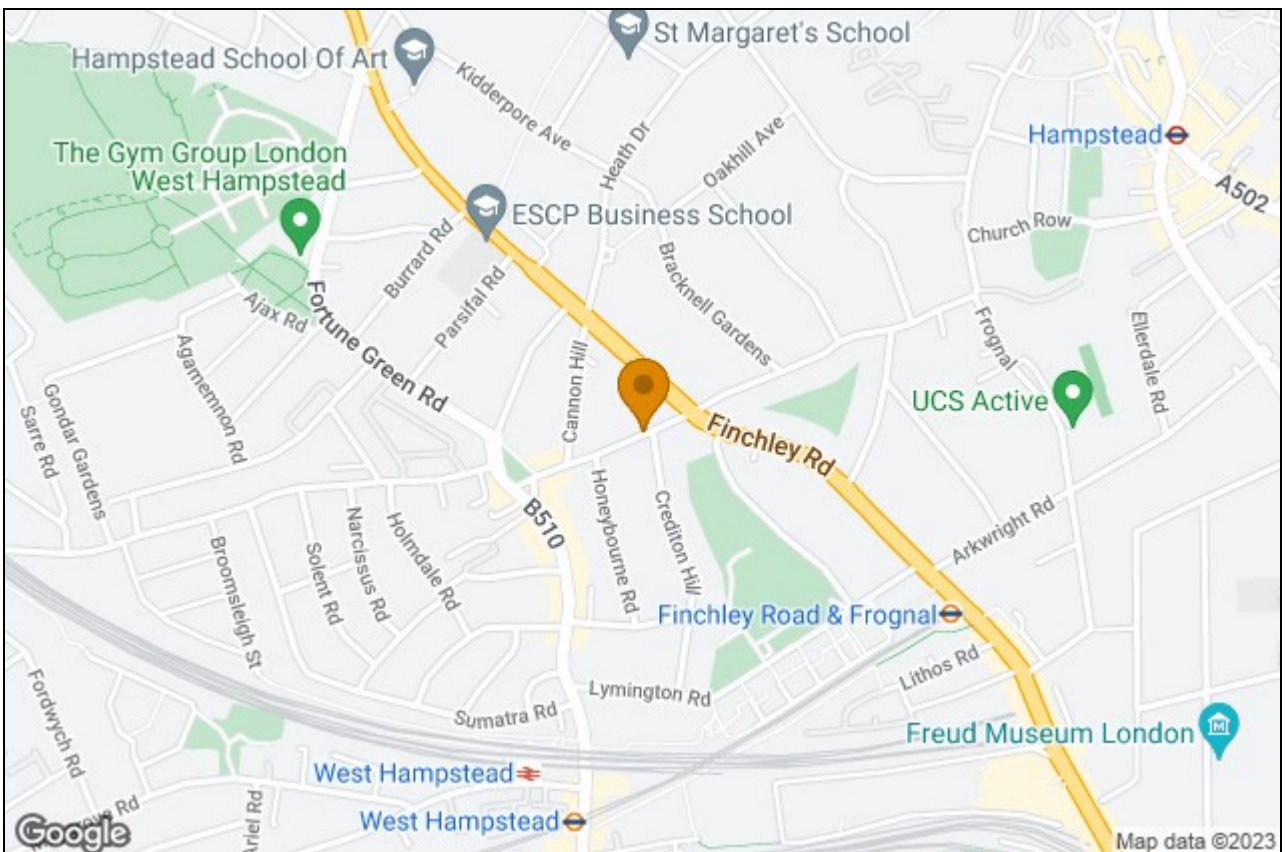 Hampstead School Of Art
St Margaret's School
Kidderpore Ave
Heath Dr
Oakhill Ave
Hampstead
A502
The Gym Group London
West Hampstead
ESCP Business School
Church Row
Burrard Rd
Parsifal Rd
Bracknell Gardens
Ajax Rd
Fortune Green Rd
Frognal
Ellerdale Rd
Agamemnon Rd
Cannon Hill
UCS Active
Gondar Gardens
Sarre Rd
Finchley Rd
Honeybourne Rd
Crediton Hill
B510
Arkwright Rd
Narcissus Rd
Holmdale Rd
Solent Rd
Broomsleigh St
Finchley Road & Frognal
Lithos Rd
Lymington Rd
Sumatra Rd
Fordwych Rd
Freud Museum London
West Hampstead
West Hampstead
Ariel Rd
Google
Map data ©2023